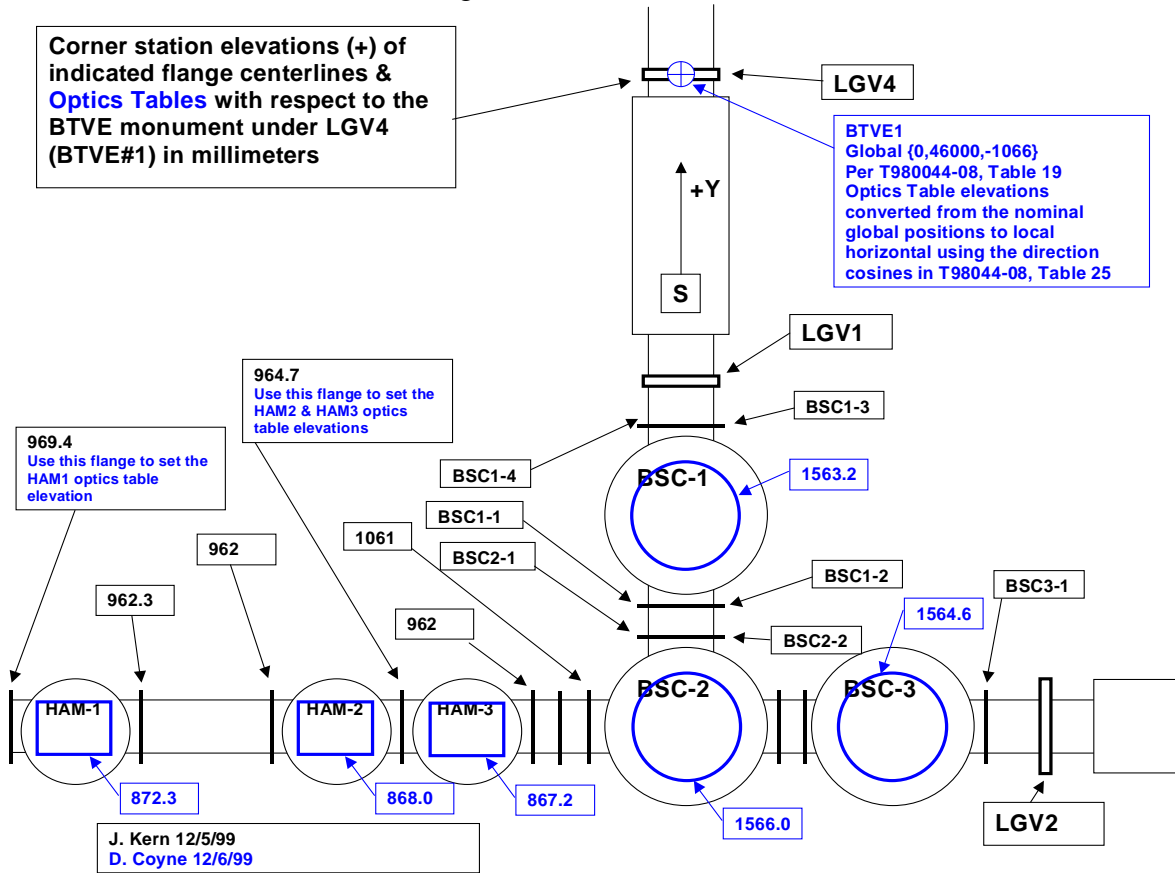 Corner station elevations (+) of
indicated flange centerlines &
Optics Tables with respect to the
BTVE monument under LGV4
(BTVE#1) in millimeters
LGV4
BTVE1
Global {0,46000,-1066}
Per T980044-08, Table 19
Optics Table elevations
converted from the nominal
global positions to local
horizontal using the direction
cosines in T98044-08, Table 25
+Y
S
LGV1
964.7
Use this flange to set the
HAM2 & HAM3 optics
table elevations
BSC1-3
969.4
Use this flange to set the
HAM1 optics table
elevation
BSC1-4
BSC-1
1563.2
BSC1-1
962
1061
BSC2-1
BSC1-2
BSC3-1
962.3
962
1564.6
BSC2-2
HAM-1
HAM-2
HAM-3
BSC-2
BSC-3
872.3
868.0
867.2
1566.0
LGV2
J. Kern 12/5/99
D. Coyne 12/6/99